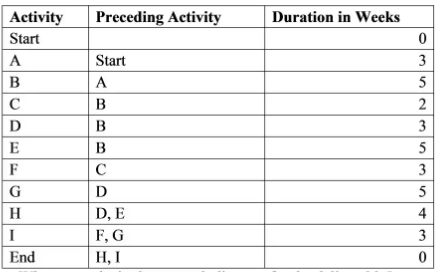 Activity Preceding Activity Duration in Weeks
Start 0
A Start 3
B A 5
C B 2
D B 3
E B 5
F C 3
G D 5
H D, E 4
I F, G 3
End H, I 0